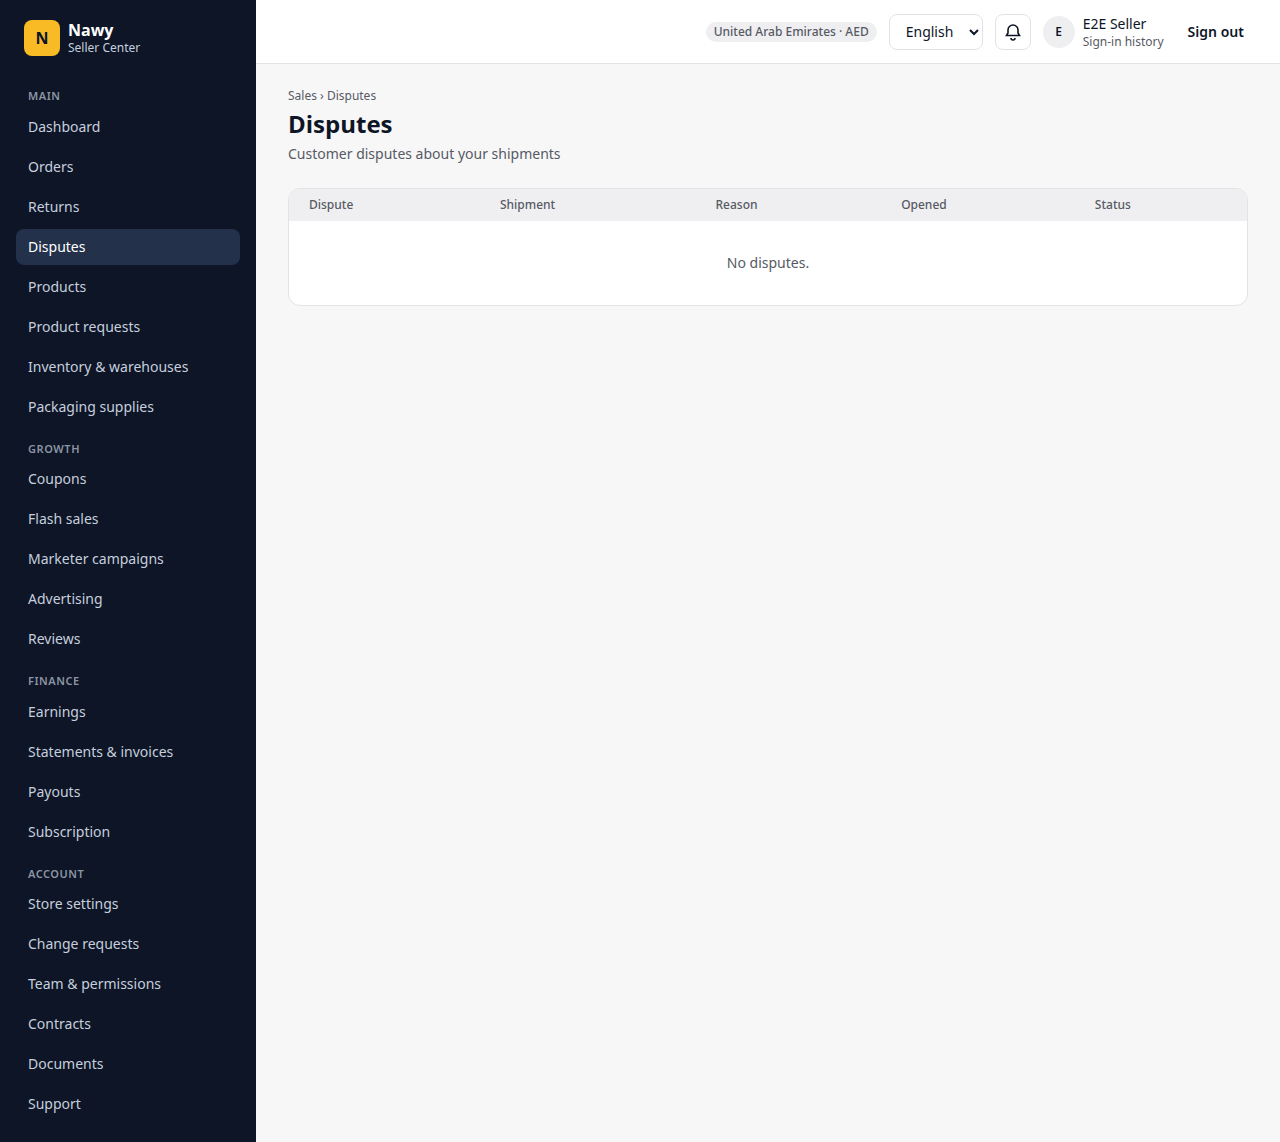 N
Nawy
Seller Center
MAIN
Dashboard
Orders
Returns
Disputes
Products
Product requests
Inventory & warehouses
Packaging supplies
GROWTH
Coupons
Flash sales
Marketer campaigns
Advertising
Reviews
FINANCE
Earnings
Statements & invoices
Payouts
Subscription
ACCOUNT
Store settings
Change requests
Team & permissions
Contracts
Documents
Support
United Arab Emirates · AED
English
E
E2E Seller
Sign-in history
Sign out
Sales › Disputes
Disputes
Customer disputes about your shipments
Dispute Shipment Reason Opened Status
No disputes.